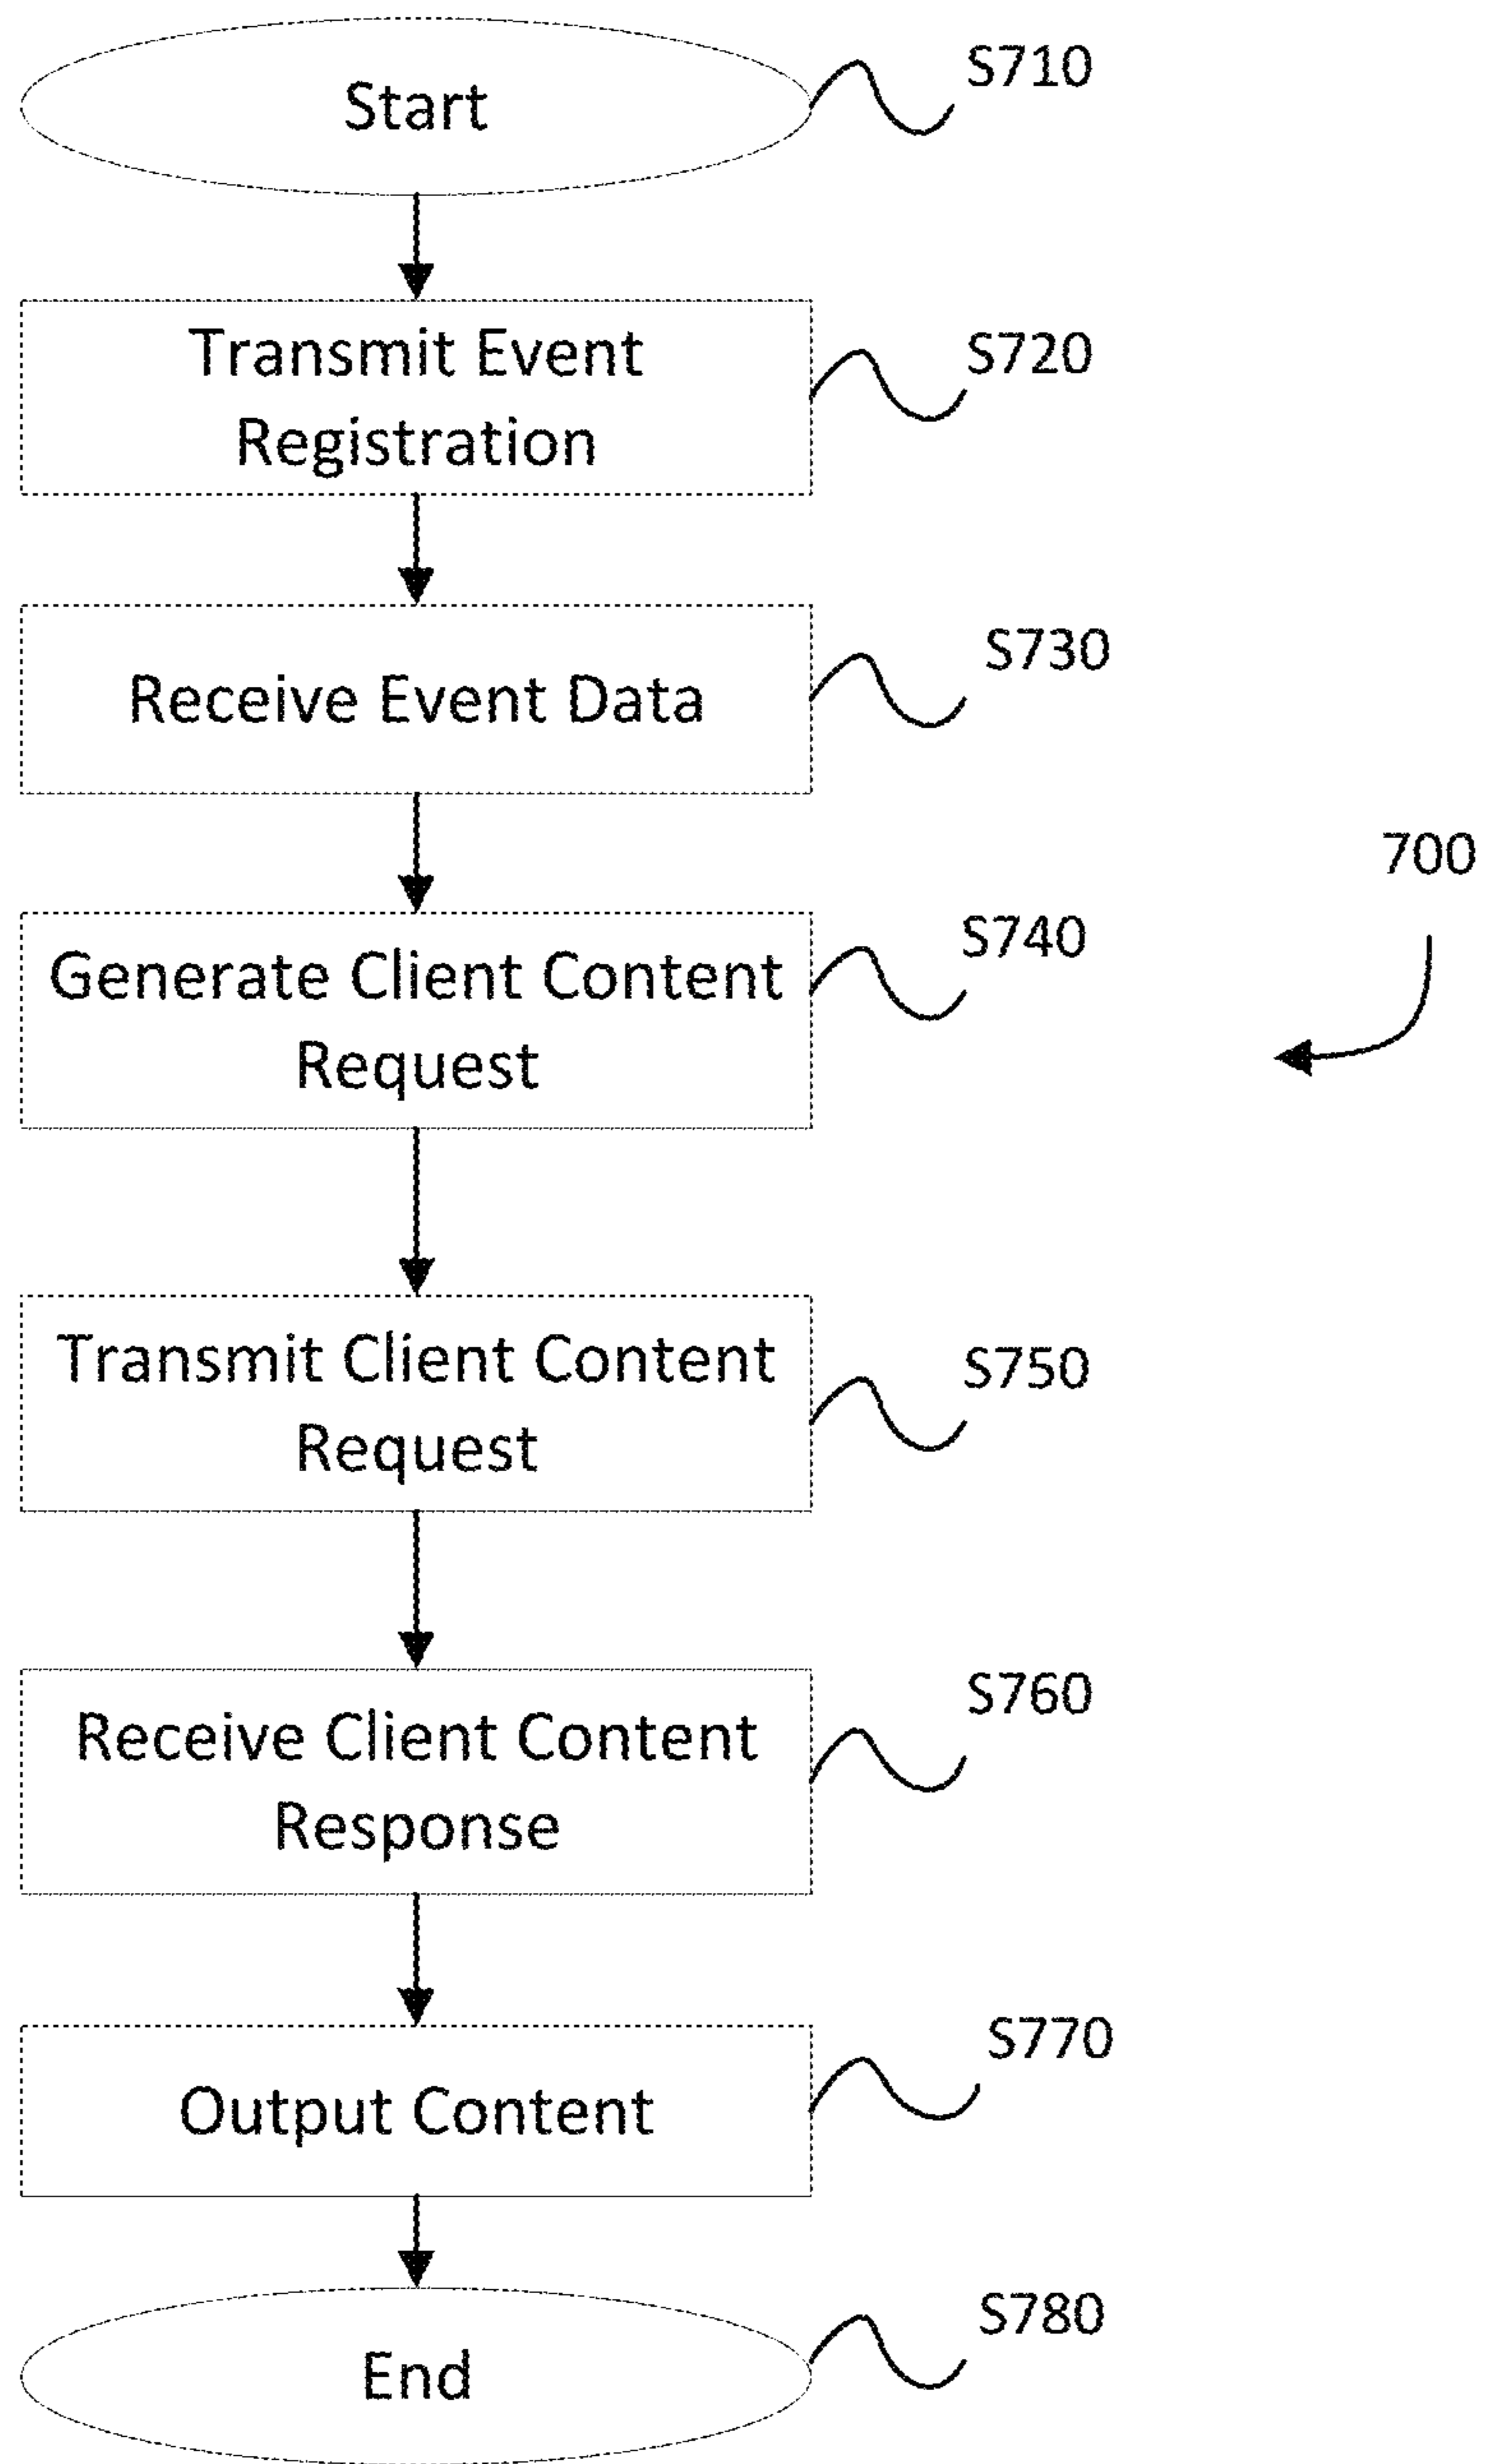 Start
S710
Transmit Event
Registration
S720
Receive Event Data
S730
700
Generate Client Content
Request
S740
Transmit Client Content
Request
S750
Receive Client Content
Response
S760
Output Content
S770
End
S780